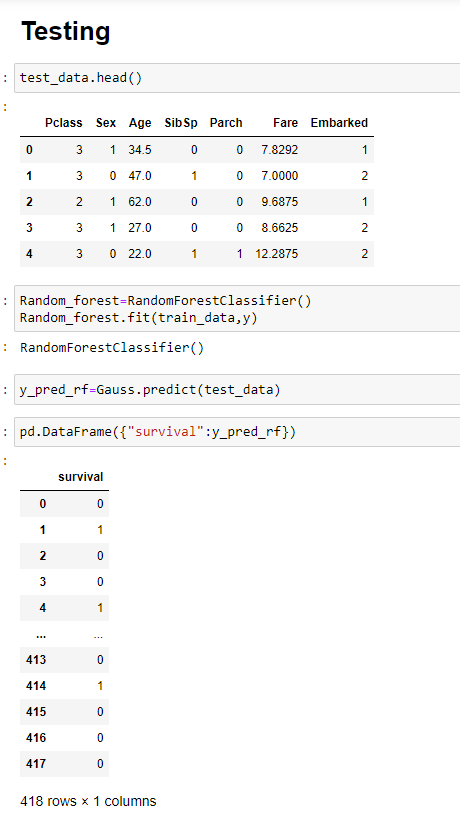 Testing
: test_data.head()
:
Pclass Sex Age SibSp Parch Fare Embarked
0 3 1 34.5 0 0 7.8292 1
1 3 0 47.0 1 0 7.0000 2
2 2 1 62.0 0 0 9.6875 1
3 3 1 27.0 0 0 8.6625 2
4 3 0 22.0 1 1 12.2875 2
: Random_forest=RandomForestClassifier()
Random_forest.fit(train_data,y)
: RandomForestClassifier()
: y_pred_rf=Gauss.predict(test_data)
: pd.DataFrame({"survival":y_pred_rf})
:
survival
0 0
1 1
2 0
3 0
4 1
... ...
413 0
414 1
415 0
416 0
417 0
418 rows × 1 columns